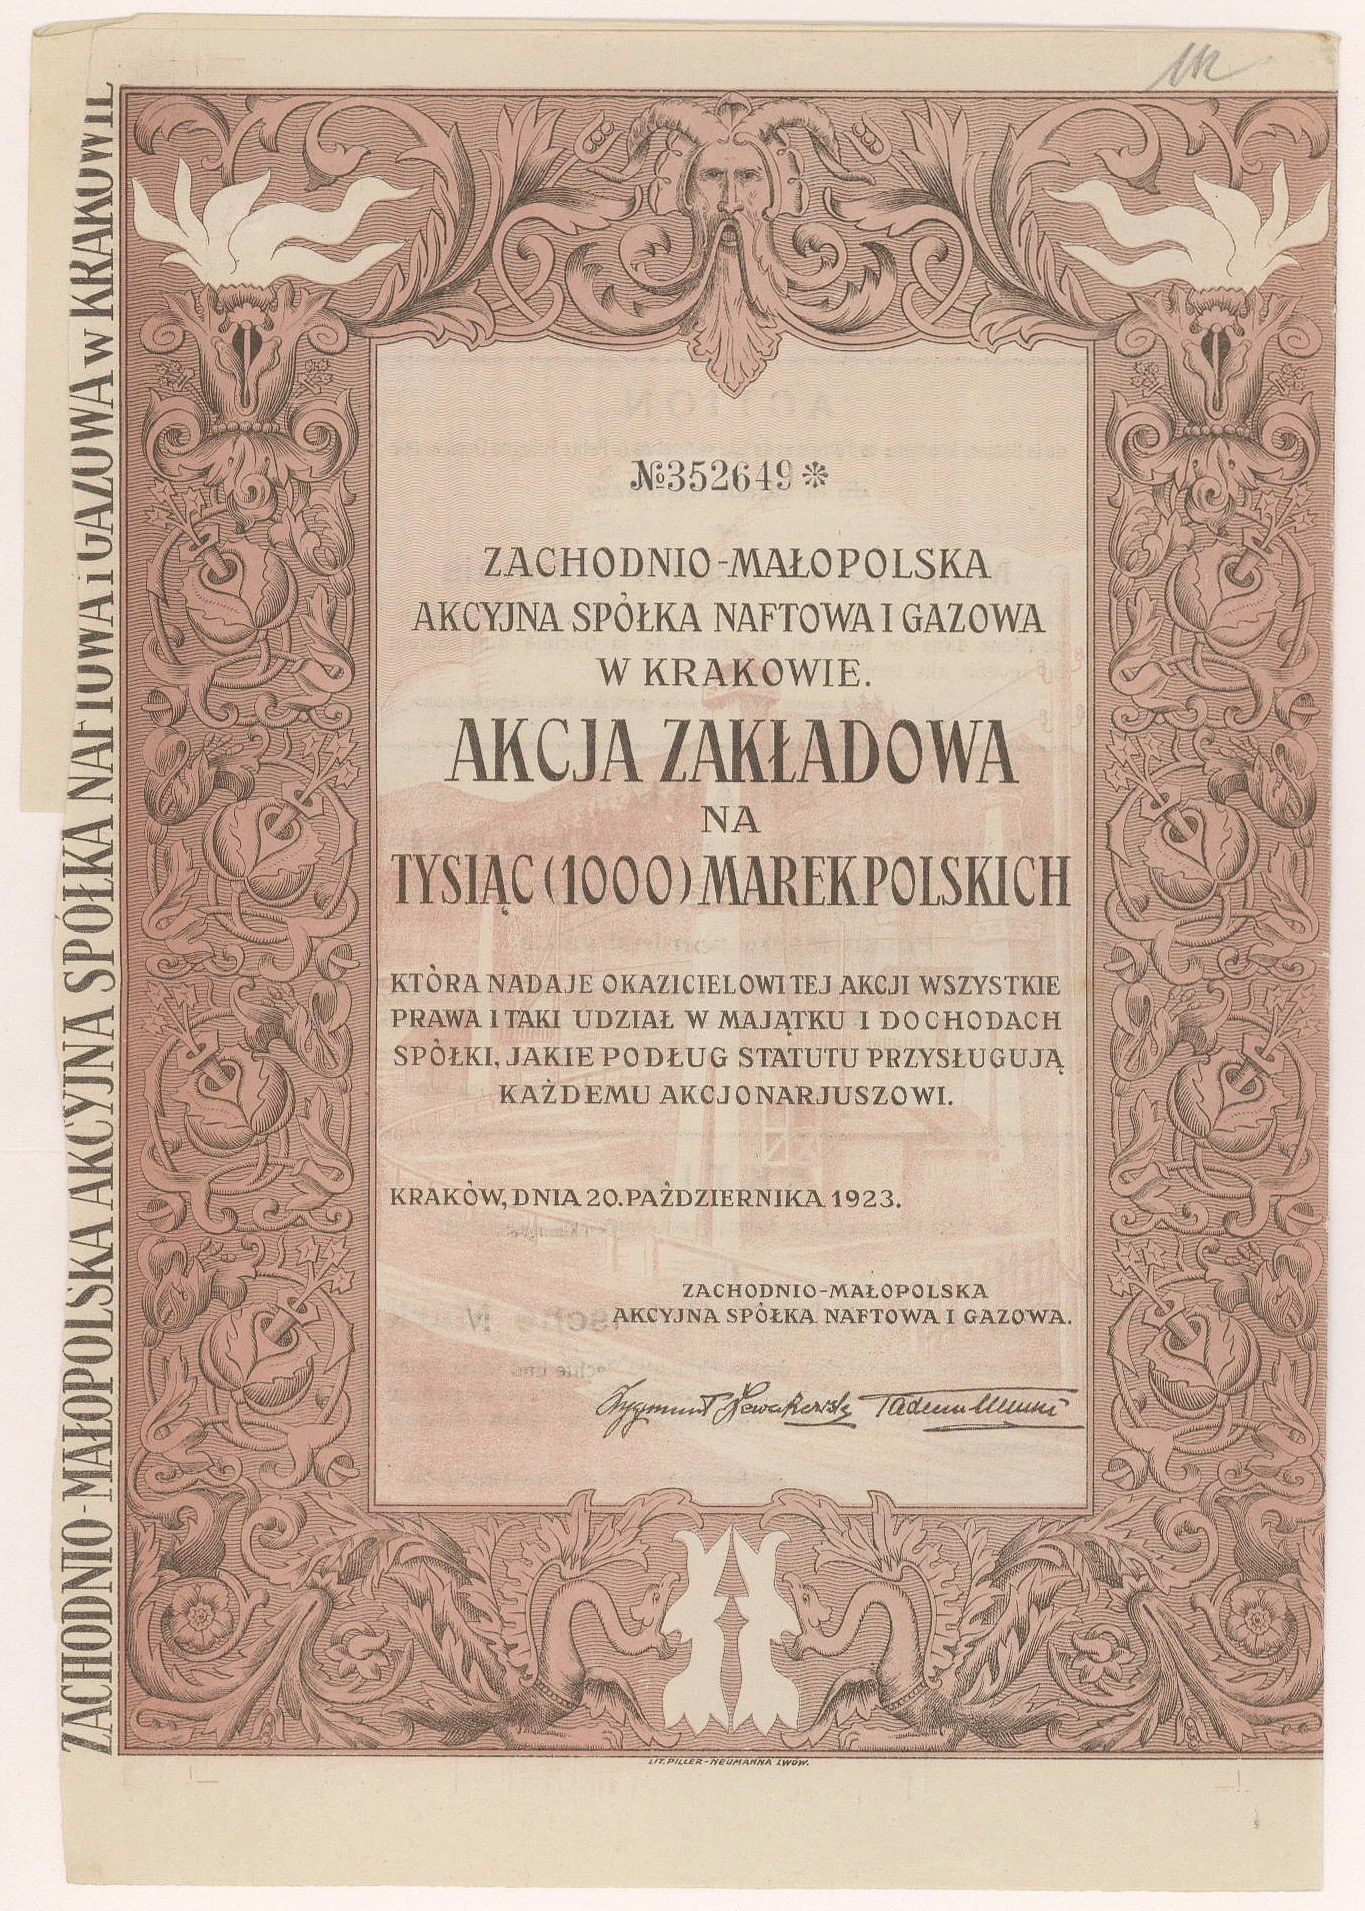 ZACHODNIO-MAŁOPOLSKA AKCYJNA SPÓŁKA NAFTOWA i GAZOWA w KRAKOWIE
№352649*
ZACHODNIO-MAŁOPOLSKA
AKCYJNA SPÓŁKA NAFTOWA I GAZOWA
W KRAKOWIE.
AKCJA ZAKŁADOWA
NA
TYSIĄC (1000) MAREK POLSKICH
KTÓRA NADAJE OKAZICIELOWI TEJ AKCJI WSZYSTKIE
PRAWA I TAKI UDZIAŁ W MAJĄTKU I DOCHODACH
SPÓŁKI, JAKIE PODŁUG STATUTU PRZYSŁUGUJĄ
KAŻDEMU AKCJONARJUSZOWI.
KRAKÓW, DNIA 20. PAŹDZIERNIKA 1923.
ZACHODNIO-MAŁOPOLSKA
AKCYJNA SPÓŁKA NAFTOWA I GAZOWA.
Zygmunt
LIT. PILLER-NEUMANNA LWÓW.